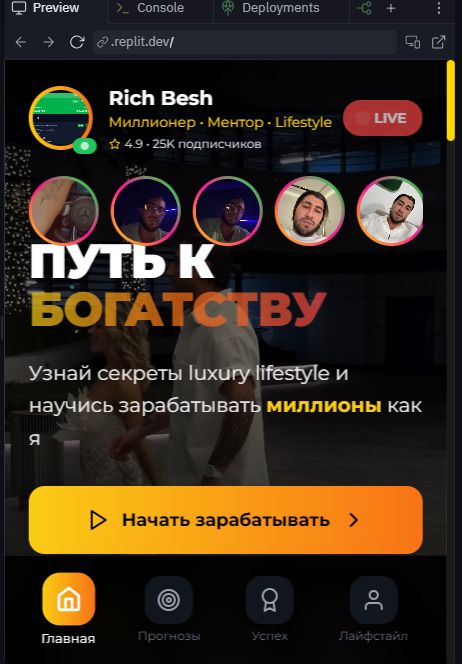 Preview
Console
Deployments
.replit.dev/
Rich Besh
Миллионер • Ментор • Lifestyle
4.9 • 25K подписчиков
LIVE
ПУТЬ К
БОГАТСТВУ
Узнай секреты luxury lifestyle и
научись зарабатывать миллионы как
я
Начать зарабатывать
Главная
Прогнозы
Успех
Лайфстайл